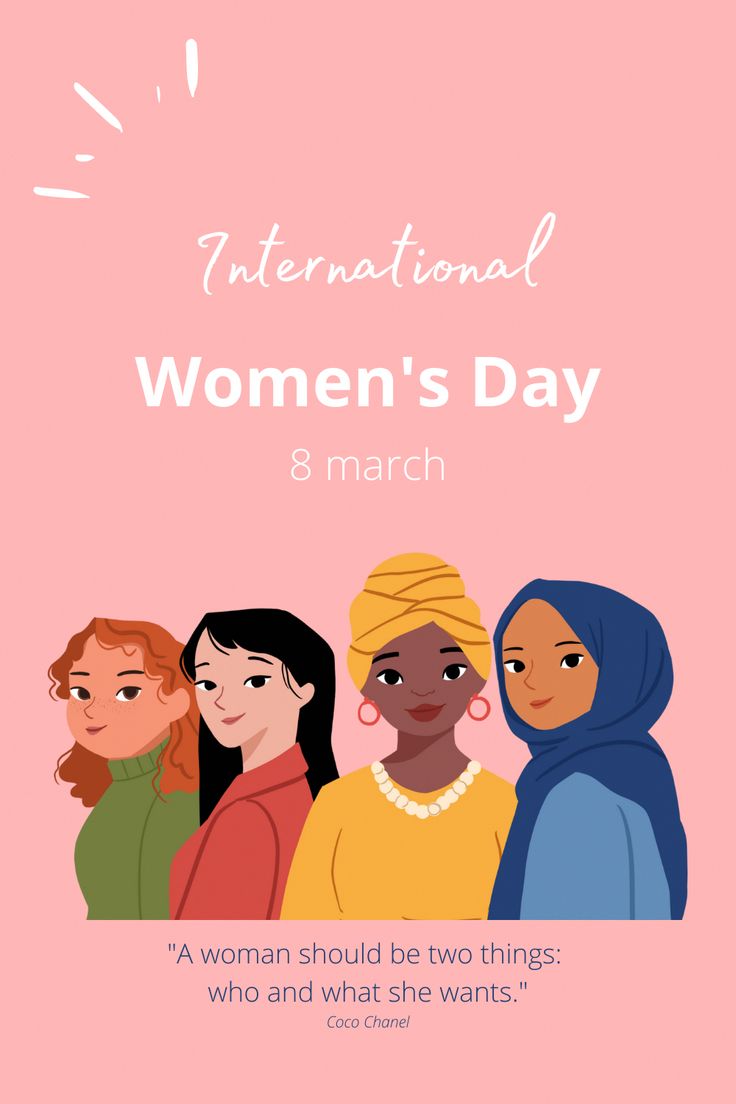 International
Women's Day
8 march
"A woman should be two things:
who and what she wants."
Coco Chanel